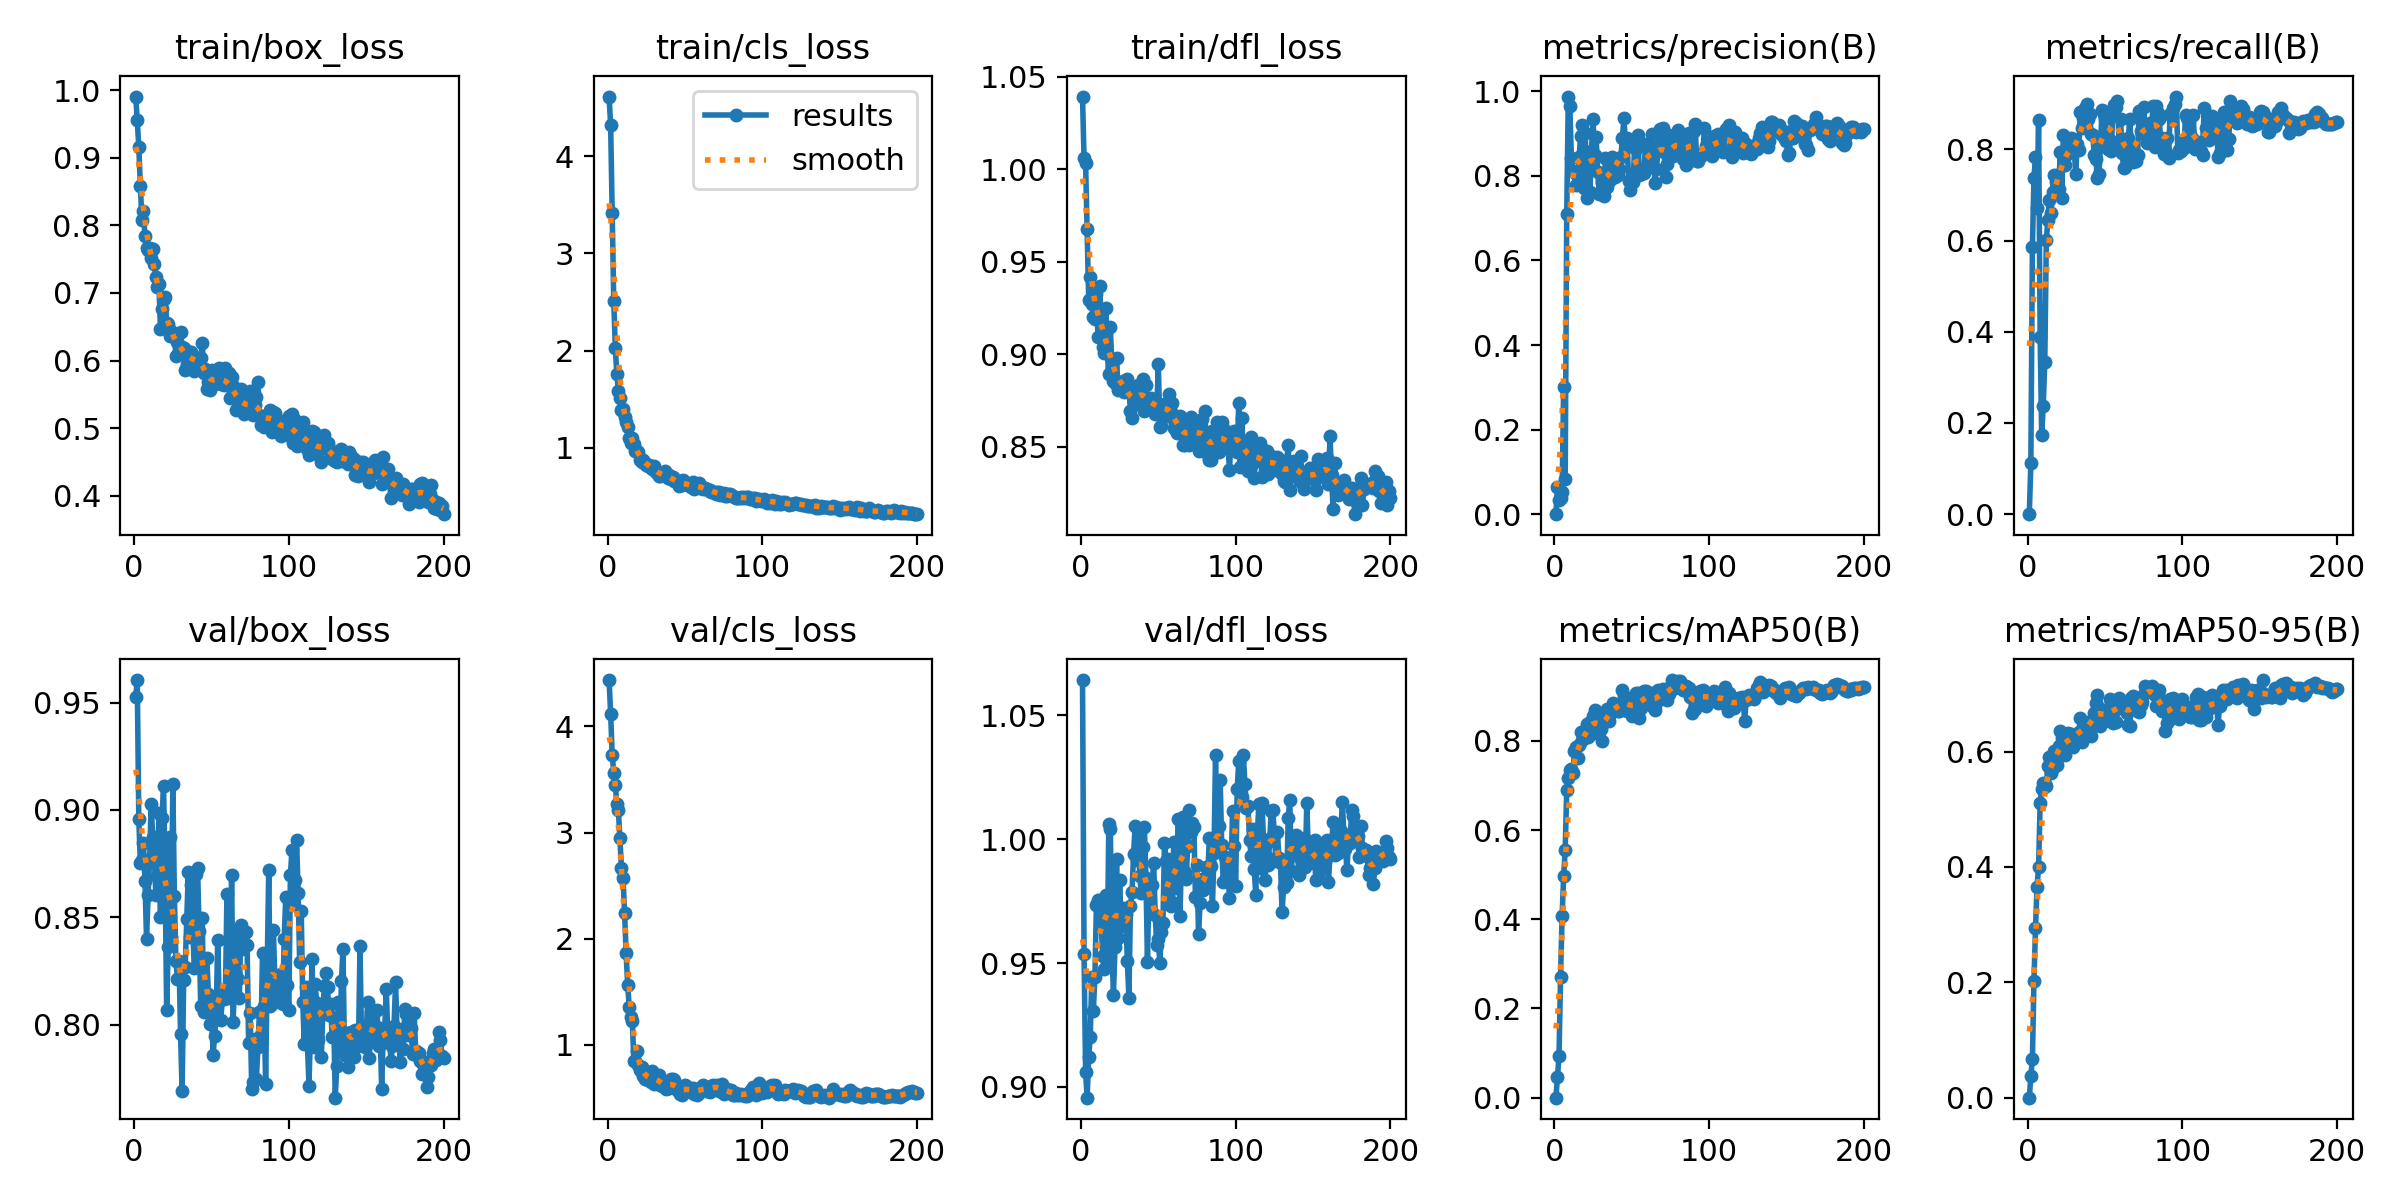 train/box_loss
train/cls_loss
train/dfl_loss
metrics/precision(B)
metrics/recall(B)
1.0
0.9
0.8
0.7
0.6
0.5
0.4
0 100 200
4
3
2
1
results
smooth
0 100 200
1.05
1.00
0.95
0.90
0.85
0 100 200
1.0
0.8
0.6
0.4
0.2
0.0
0 100 200
0.8
0.6
0.4
0.2
0.0
0 100 200
val/box_loss
val/cls_loss
val/dfl_loss
metrics/mAP50(B)
metrics/mAP50-95(B)
0.95
0.90
0.85
0.80
0 100 200
4
3
2
1
0 100 200
1.05
1.00
0.95
0.90
0 100 200
0.8
0.6
0.4
0.2
0.0
0 100 200
0.6
0.4
0.2
0.0
0 100 200